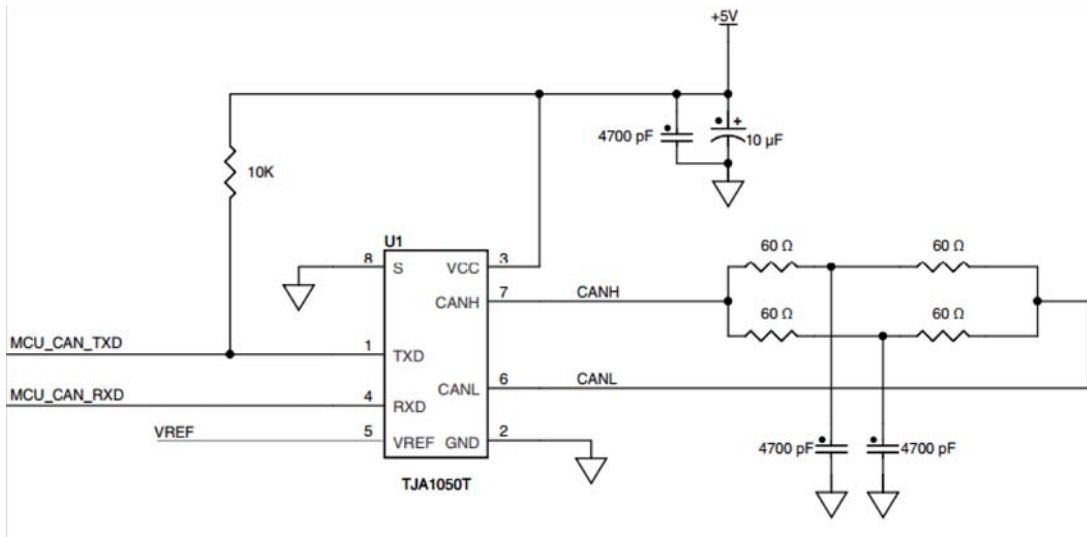 +5V
4700 pF
+
10 µF
10K
U1
8 S VCC 3
CANH 7 CANH
MCU_CAN_TXD 1 TXD
CANL 6 CANL
MCU_CAN_RXD 4 RXD
VREF 5 VREF GND 2
TJA1050T
60 Ω 60 Ω
60 Ω 60 Ω
4700 pF 4700 pF